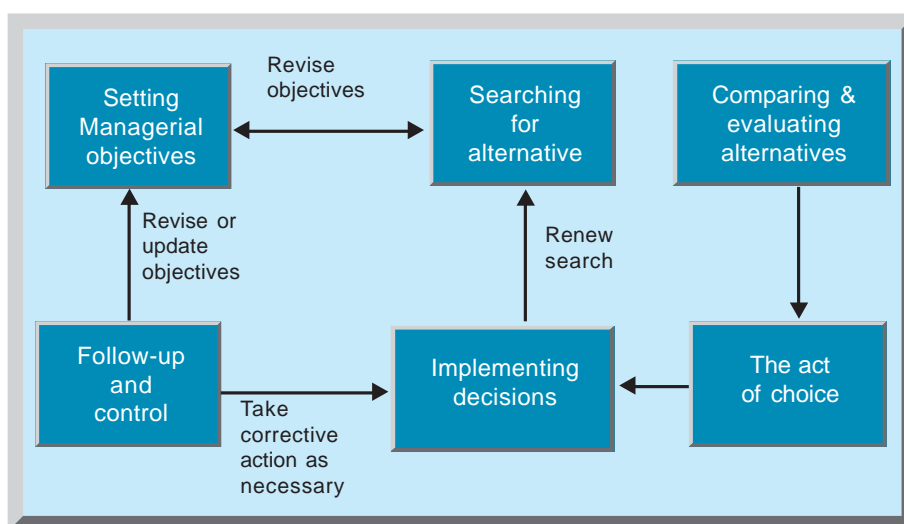 Setting
Managerial
objectives
Revise
objectives
Searching
for
alternative
Comparing &
evaluating
alternatives
Revise or
update
objectives
Renew
search
Follow-up
and
control
Take
corrective
action as
necessary
Implementing
decisions
The act
of choice